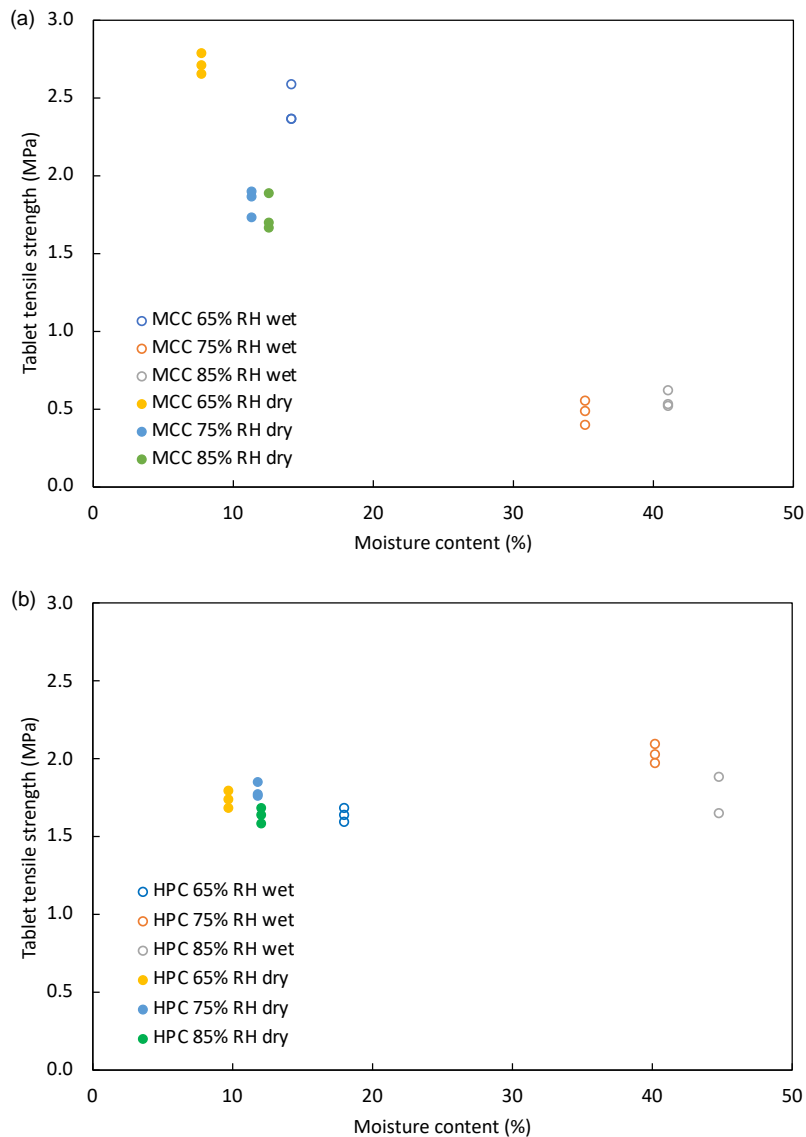 (a)
3.0
2.5
2.0
1.5
1.0
0.5
0.0
Tablet tensile strength (MPa)
MCC 65% RH wet
MCC 75% RH wet
MCC 85% RH wet
MCC 65% RH dry
MCC 75% RH dry
MCC 85% RH dry
0 10 20 30 40 50
Moisture content (%)
(b)
3.0
2.5
2.0
1.5
1.0
0.5
0.0
Tablet tensile strength (MPa)
HPC 65% RH wet
HPC 75% RH wet
HPC 85% RH wet
HPC 65% RH dry
HPC 75% RH dry
HPC 85% RH dry
0 10 20 30 40 50
Moisture content (%)